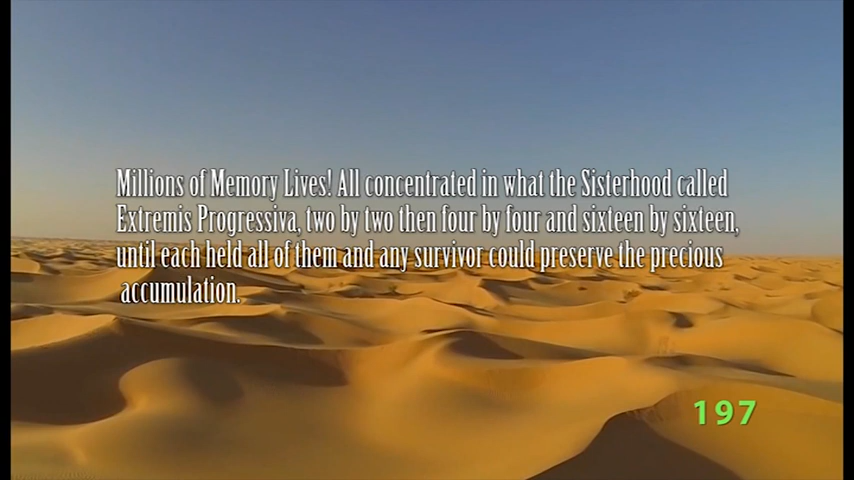 Millions of Memory Lives! All concentrated in what the Sisterhood called
Extremis Progressiva, two by two then four by four and sixteen by sixteen,
until each held all of them and any survivor could preserve the precious
accumulation.
197